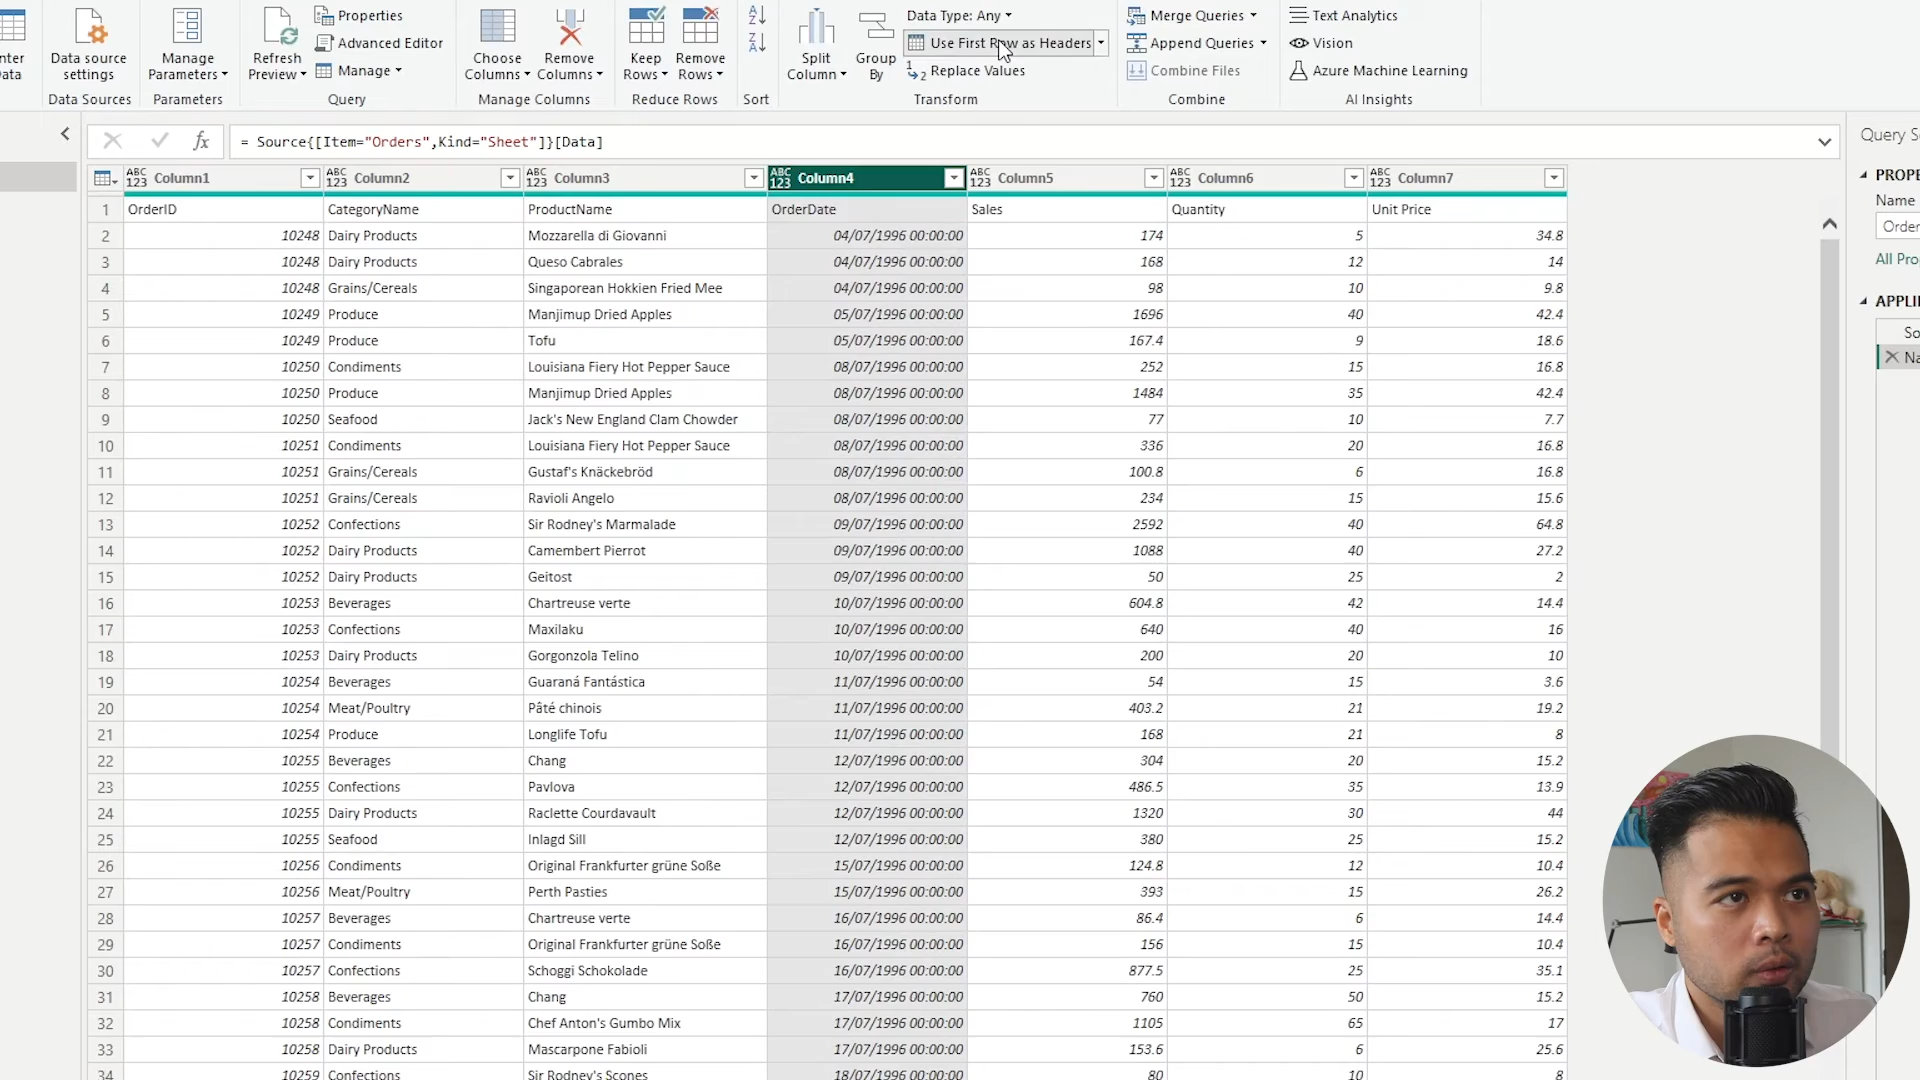 nter
Data
Data source
settings
Data Sources
Manage
Parameters
Parameters
Refresh
Preview
Properties
Advanced Editor
Manage
Query
Choose
Columns
Remove
Columns
Manage Columns
Keep
Rows
Remove
Rows
Reduce Rows
Sort
Split
Column
Group
By
Data Type: Any
Use First Row as Headers
Replace Values
Transform
Merge Queries
Append Queries
Combine Files
Combine
Text Analytics
Vision
Azure Machine Learning
AI Insights
= Source{[Item="Orders",Kind="Sheet"]}[Data]
ABC 123 Column1 ABC 123 Column2 ABC 123 Column3 ABC 123 Column4 ABC 123 Column5 ABC 123 Column6 ABC 123 Column7
1 OrderID CategoryName ProductName OrderDate Sales Quantity Unit Price
2 10248 Dairy Products Mozzarella di Giovanni 04/07/1996 00:00:00 174 5 34.8
3 10248 Dairy Products Queso Cabrales 04/07/1996 00:00:00 168 12 14
4 10248 Grains/Cereals Singaporean Hokkien Fried Mee 04/07/1996 00:00:00 98 10 9.8
5 10249 Produce Manjimup Dried Apples 05/07/1996 00:00:00 1696 40 42.4
6 10249 Produce Tofu 05/07/1996 00:00:00 167.4 9 18.6
7 10250 Condiments Louisiana Fiery Hot Pepper Sauce 08/07/1996 00:00:00 252 15 16.8
8 10250 Produce Manjimup Dried Apples 08/07/1996 00:00:00 1484 35 42.4
9 10250 Seafood Jack's New England Clam Chowder 08/07/1996 00:00:00 77 10 7.7
10 10251 Condiments Louisiana Fiery Hot Pepper Sauce 08/07/1996 00:00:00 336 20 16.8
11 10251 Grains/Cereals Gustaf's Knäckebröd 08/07/1996 00:00:00 100.8 6 16.8
12 10251 Grains/Cereals Ravioli Angelo 08/07/1996 00:00:00 234 15 15.6
13 10252 Confections Sir Rodney's Marmalade 09/07/1996 00:00:00 2592 40 64.8
14 10252 Dairy Products Camembert Pierrot 09/07/1996 00:00:00 1088 40 27.2
15 10252 Dairy Products Geitost 09/07/1996 00:00:00 50 25 2
16 10253 Beverages Chartreuse verte 10/07/1996 00:00:00 604.8 42 14.4
17 10253 Confections Maxilaku 10/07/1996 00:00:00 640 40 16
18 10253 Dairy Products Gorgonzola Telino 10/07/1996 00:00:00 200 20 10
19 10254 Beverages Guaraná Fantástica 11/07/1996 00:00:00 54 15 3.6
20 10254 Meat/Poultry Pâté chinois 11/07/1996 00:00:00 403.2 21 19.2
21 10254 Produce Longlife Tofu 11/07/1996 00:00:00 168 21 8
22 10255 Beverages Chang 12/07/1996 00:00:00 304 20 15.2
23 10255 Confections Pavlova 12/07/1996 00:00:00 486.5 35 13.9
24 10255 Dairy Products Raclette Courdavault 12/07/1996 00:00:00 1320 30 44
25 10255 Seafood Inlagd Sill 12/07/1996 00:00:00 380 25 15.2
26 10256 Condiments Original Frankfurter grüne Soße 15/07/1996 00:00:00 124.8 12 10.4
27 10256 Meat/Poultry Perth Pasties 15/07/1996 00:00:00 393 15 26.2
28 10257 Beverages Chartreuse verte 16/07/1996 00:00:00 86.4 6 14.4
29 10257 Condiments Original Frankfurter grüne Soße 16/07/1996 00:00:00 156 15 10.4
30 10257 Confections Schoggi Schokolade 16/07/1996 00:00:00 877.5 25 35.1
31 10258 Beverages Chang 17/07/1996 00:00:00 760 50 15.2
32 10258 Condiments Chef Anton's Gumbo Mix 17/07/1996 00:00:00 1105 65 17
33 10258 Dairy Products Mascarpone Fabioli 17/07/1996 00:00:00 153.6 6 25.6
34 10259 Confections Sir Rodney's Scones 18/07/1996 00:00:00 80 10 8
Query Se
PROPE
Name
Order
All Pro
APPLI
So
Na